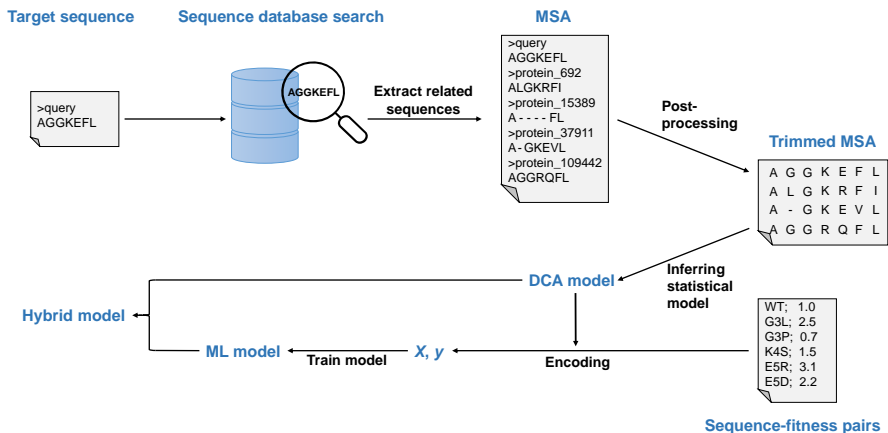 Target sequence
Sequence database search
MSA
>query
AGGKEFL
AGGKEFL
Extract related
sequences
>query
AGGKEFL
>protein_692
ALGKRFI
>protein_15389
A - - - - FL
>protein_37911
A - GKEVL
>protein_109442
AGGRQFL
Post-
processing
Trimmed MSA
A G G K E F L
A L G K R F I
A - G K E V L
A G G R Q F L
Inferring
statistical
model
DCA model
Hybrid model
ML model
Train model
X, y
Encoding
WT; 1.0
G3L; 2.5
G3P; 0.7
K4S; 1.5
E5R; 3.1
E5D; 2.2
Sequence-fitness pairs